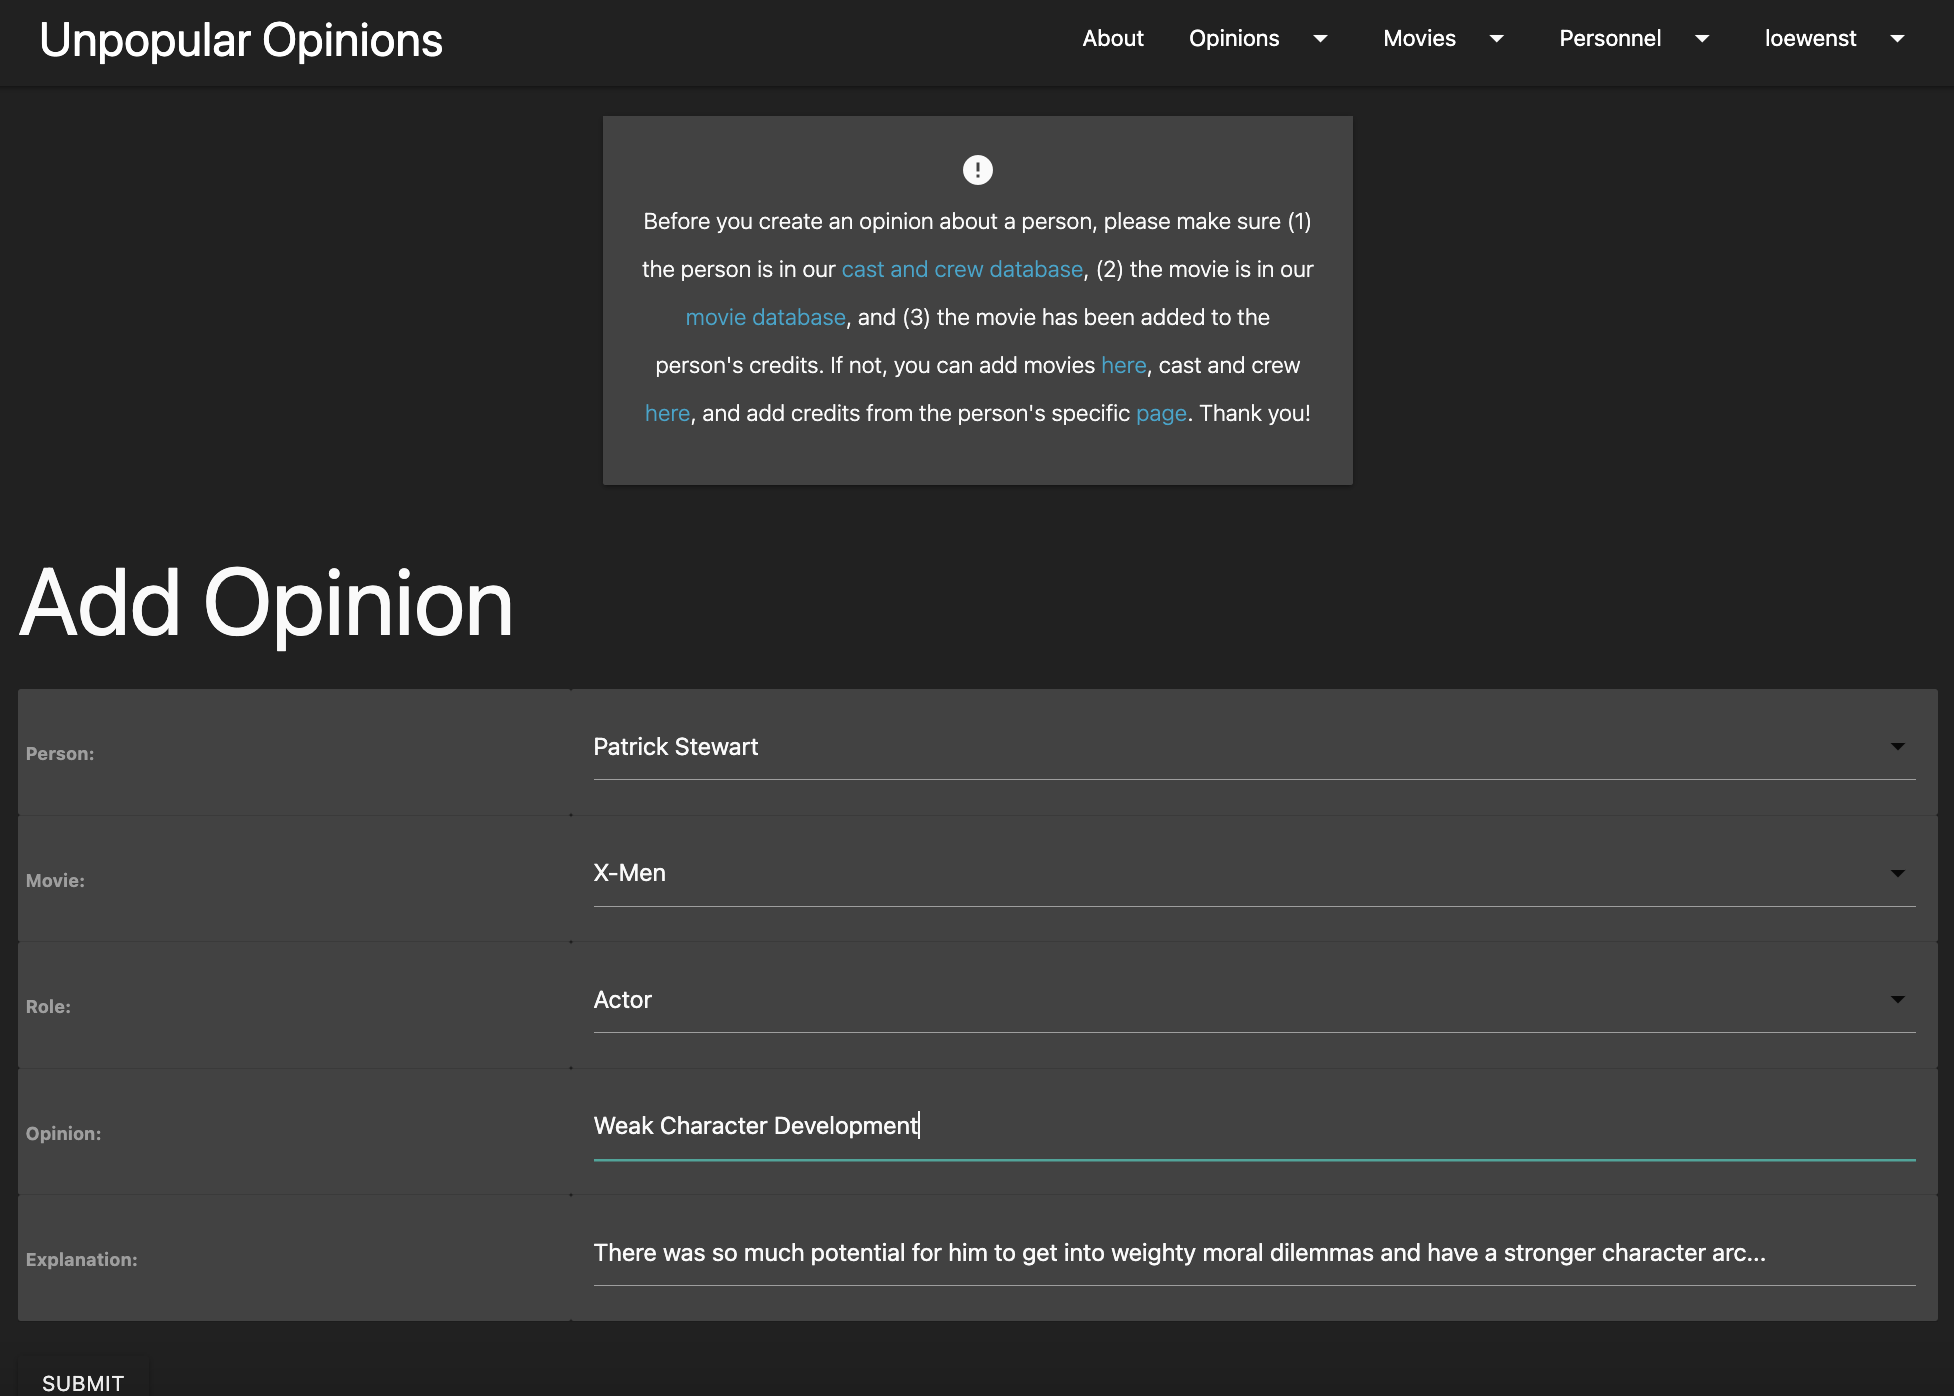 Unpopular Opinions
About Opinions Movies Personnel loewenst
Before you create an opinion about a person, please make sure (1)
the person is in our cast and crew database, (2) the movie is in our
movie database, and (3) the movie has been added to the
person's credits. If not, you can add movies here, cast and crew
here, and add credits from the person's specific page. Thank you!
Add Opinion
Person: Patrick Stewart
Movie: X-Men
Role: Actor
Opinion: Weak Character Development
Explanation: There was so much potential for him to get into weighty moral dilemmas and have a stronger character arc...
SUBMIT